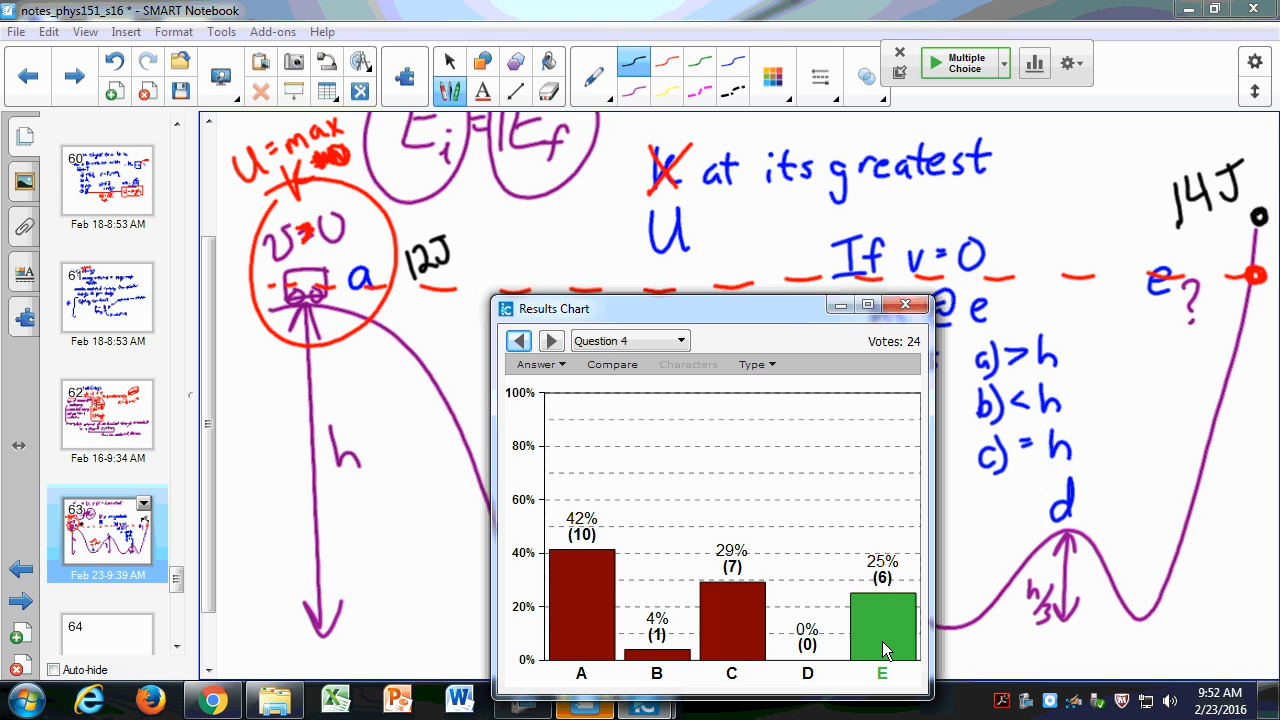 notes_phys151_s16 * - SMART Notebook
File Edit View Insert Format Tools Add-ons Help
Multiple Choice
60
Feb 18-8:53 AM
61
Feb 18-8:53 AM
62
Feb 16-9:34 AM
63
Feb 23-9:39 AM
64
Auto-hide
U = max
Ei = Ef
K at its greatest
U
14J
v = 0
a
12J
If v = 0
@ e
e
?
a) > h
b) < h
c) = h
h
d
h/3
Results Chart
Question 4
Votes: 24
Answer Compare Characters Type
100%
80%
60%
40%
20%
0%
42%
(10)
4%
(1)
29%
(7)
0%
(0)
25%
(6)
A B C D E
9:52 AM
2/23/2016